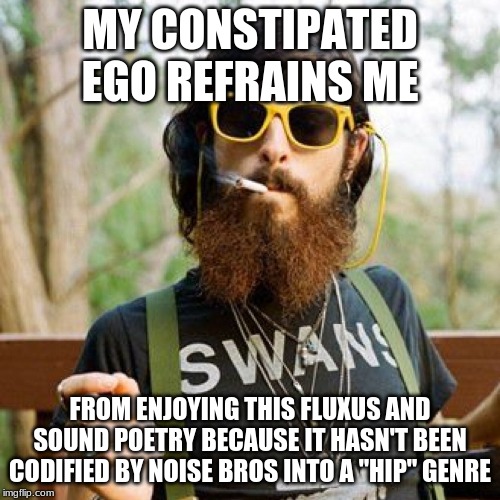 MY CONSTIPATED
EGO REFRAINS ME
SWANS
FROM ENJOYING THIS FLUXUS AND
SOUND POETRY BECAUSE IT HASN'T BEEN
CODIFIED BY NOISE BROS INTO A "HIP" GENRE
imgflip.com